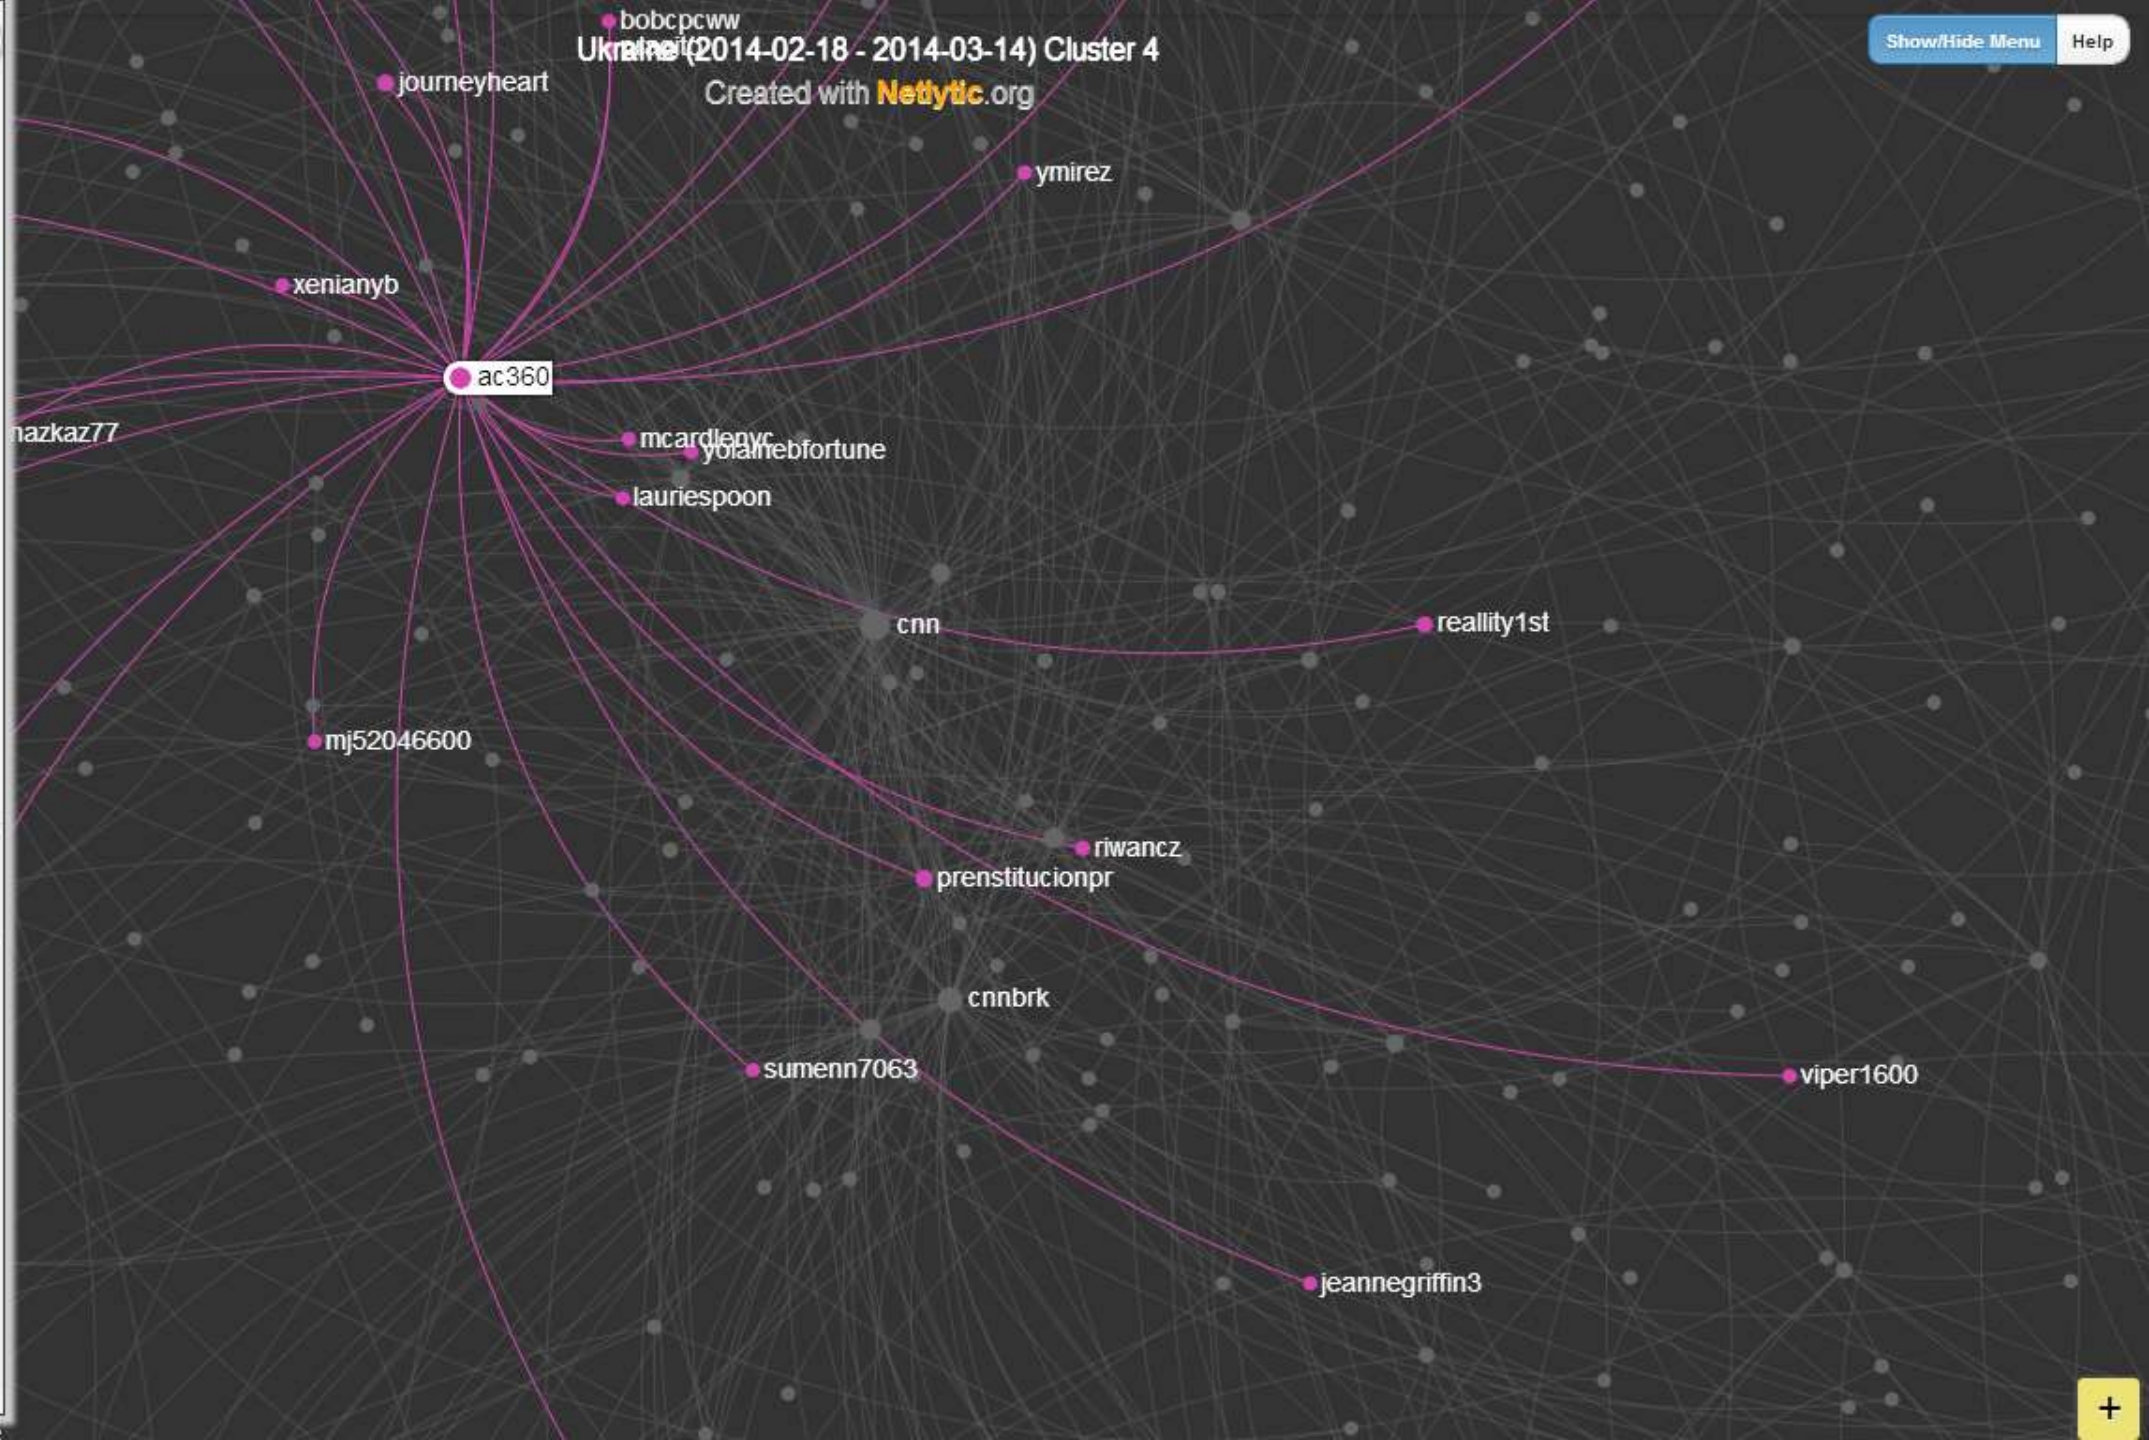 bobcpcww
Ukraine (2014-02-18 - 2014-03-14) Cluster 4
Show/Hide Menu
Help
journeyheart
Created with Netlytic.org
ymirez
xenianyb
ac360
nazkaz77
mcardlenyc
yolainebfortune
lauriespoon
cnn
reallity1st
mj52046600
riwancz
prenstitucionpr
cnnbrk
sumenn7063
viper1600
jeannegriffin3
+